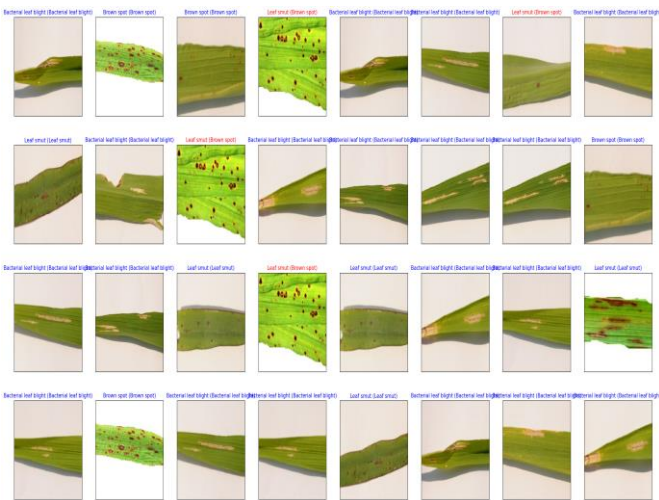 Bacterial leaf blight (Bacterial leaf blight)
Brown spot (Brown spot)
Brown spot (Brown spot)
Leaf smut (Brown spot)
Bacterial leaf blight (Bacterial leaf blight)
Bacterial leaf blight (Bacterial leaf blight)
Leaf smut (Brown spot)
Bacterial leaf blight (Bacterial leaf
Leaf smut (Leaf smut)
Bacterial leaf blight (Bacterial leaf blight)
Leaf smut (Brown spot)
Bacterial leaf blight (Bacterial leaf blight)
Bacterial leaf blight (Bacterial leaf blight)
Bacterial leaf blight (Bacterial leaf blight)
Bacterial leaf blight (Bacterial leaf blight)
Brown spot (Brown spot)
Bacterial leaf blight (Bacterial leaf blight)
Bacterial leaf blight (Bacterial leaf blight)
Leaf smut (Leaf smut)
Leaf smut (Brown spot)
Leaf smut (Leaf smut)
Bacterial leaf blight (Bacterial leaf blight)
Bacterial leaf blight (Bacterial leaf blight)
Leaf smut (Leaf smut)
Bacterial leaf blight (Bacterial leaf blight)
Brown spot (Brown spot)
Bacterial leaf blight (Bacterial leaf blight)
Bacterial leaf blight (Bacterial leaf blight)
Leaf smut (Leaf smut)
Bacterial leaf blight (Bacterial leaf blight)
Bacterial leaf blight (Bacterial leaf blight)
Bacterial leaf blight (Bacterial leaf